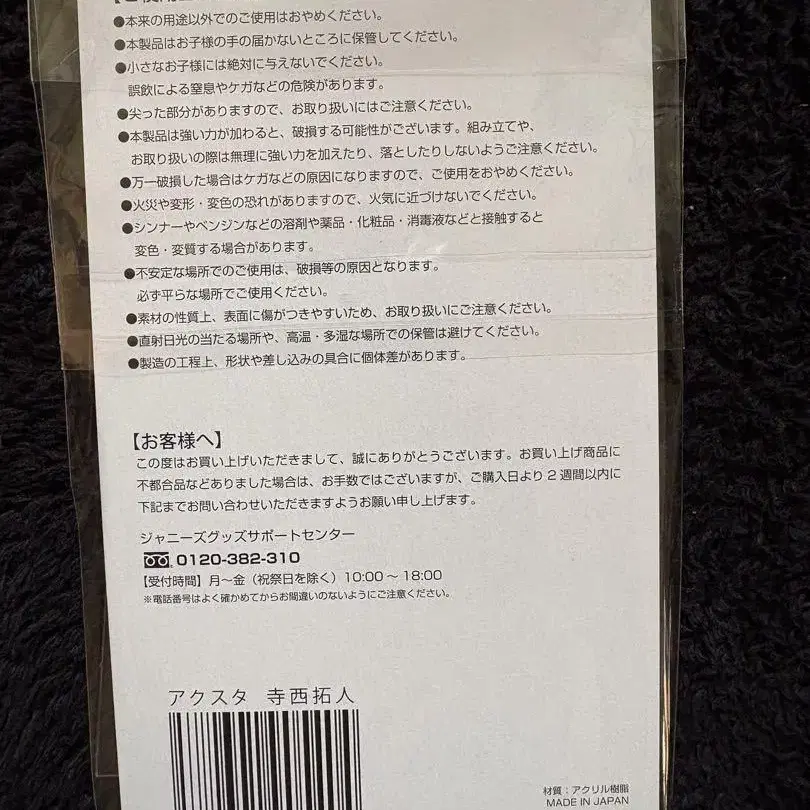 ●本来の用途以外でのご使用はおやめください。
●本製品はお子様の手の届かないところに保管してください。
●小さなお子様には絶対に与えないでください。
誤飲による窒息やケガなどの危険があります。
●尖った部分がありますので、お取り扱いにはご注意ください。
●本製品は強い力が加わると、破損する可能性がございます。組み立てや、
お取り扱いの際は無理に強い力を加えたり、落としたりしないようご注意ください。
●万一破損した場合はケガなどの原因になりますので、ご使用をおやめください。
●火災や変形・変色の恐れがありますので、火気に近づけないでください。
●シンナーやベンジンなどの溶剤や薬品・化粧品・消毒液などと接触すると
変色・変質する場合があります。
●不安定な場所でのご使用は、破損等の原因となります。
必ず平らな場所でご使用ください。
●素材の性質上、表面に傷がつきやすいため、お取り扱いにご注意ください。
●直射日光の当たる場所や、高温・多湿な場所での保管は避けてください。
●製造の工程上、形状や差し込みの具合に個体差があります。
【お客様へ】
この度はお買い上げいただきまして、誠にありがとうございます。お買い上げ商品に
不都合品などありました場合は、お手数ではございますが、ご購入日より2週間以内に
下記までお問い合わせいただきますようお願い申し上げます。
ジャニーズグッズサポートセンター
0120-382-310
【受付時間】月～金（祝祭日を除く）10:00～18:00
※電話番号はよく確かめてからお間違いのないようにご注意ください。
アクスタ 寺西拓人
材質：アクリル樹脂
MADE IN JAPAN